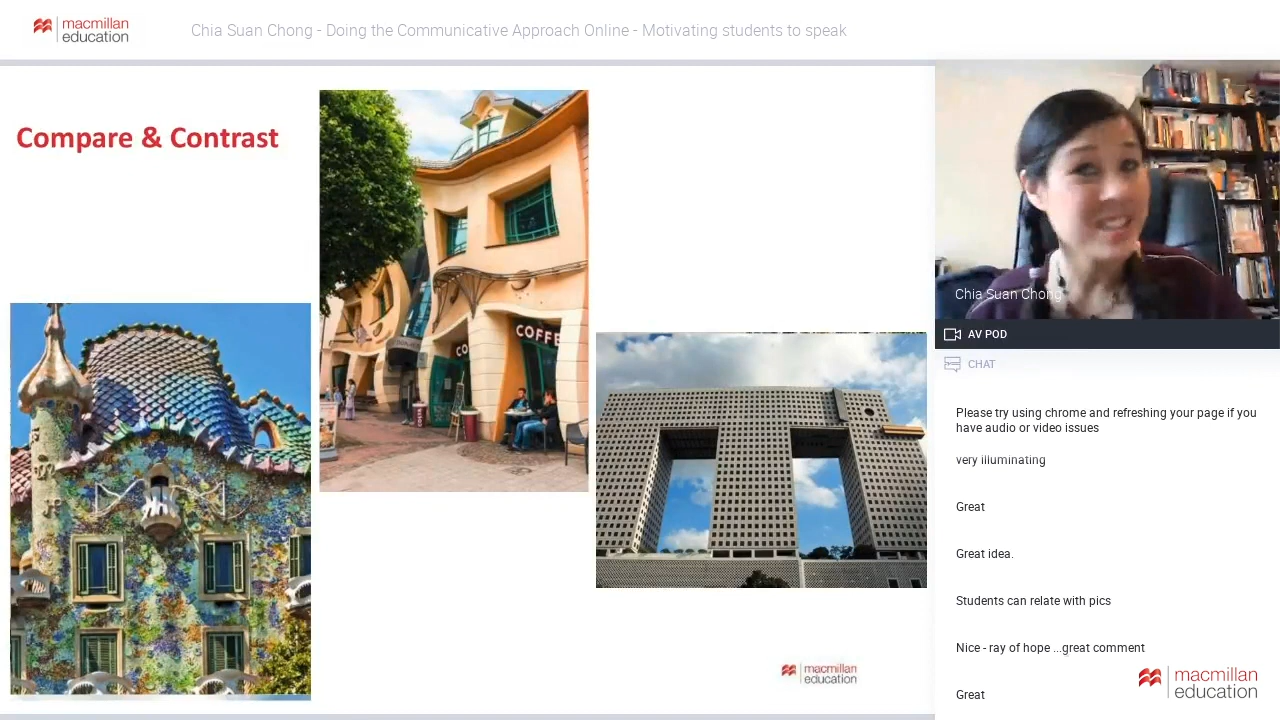 macmillan
education
Chia Suan Chong - Doing the Communicative Approach Online - Motivating students to speak
Compare & Contrast
COFFE
CO
macmillan
education
Chia Suan Chong
AV POD
CHAT
Please try using chrome and refreshing your page if you
have audio or video issues
very illuminating
Great
Great idea.
Students can relate with pics
Nice - ray of hope ...great comment
Great
macmillan
education